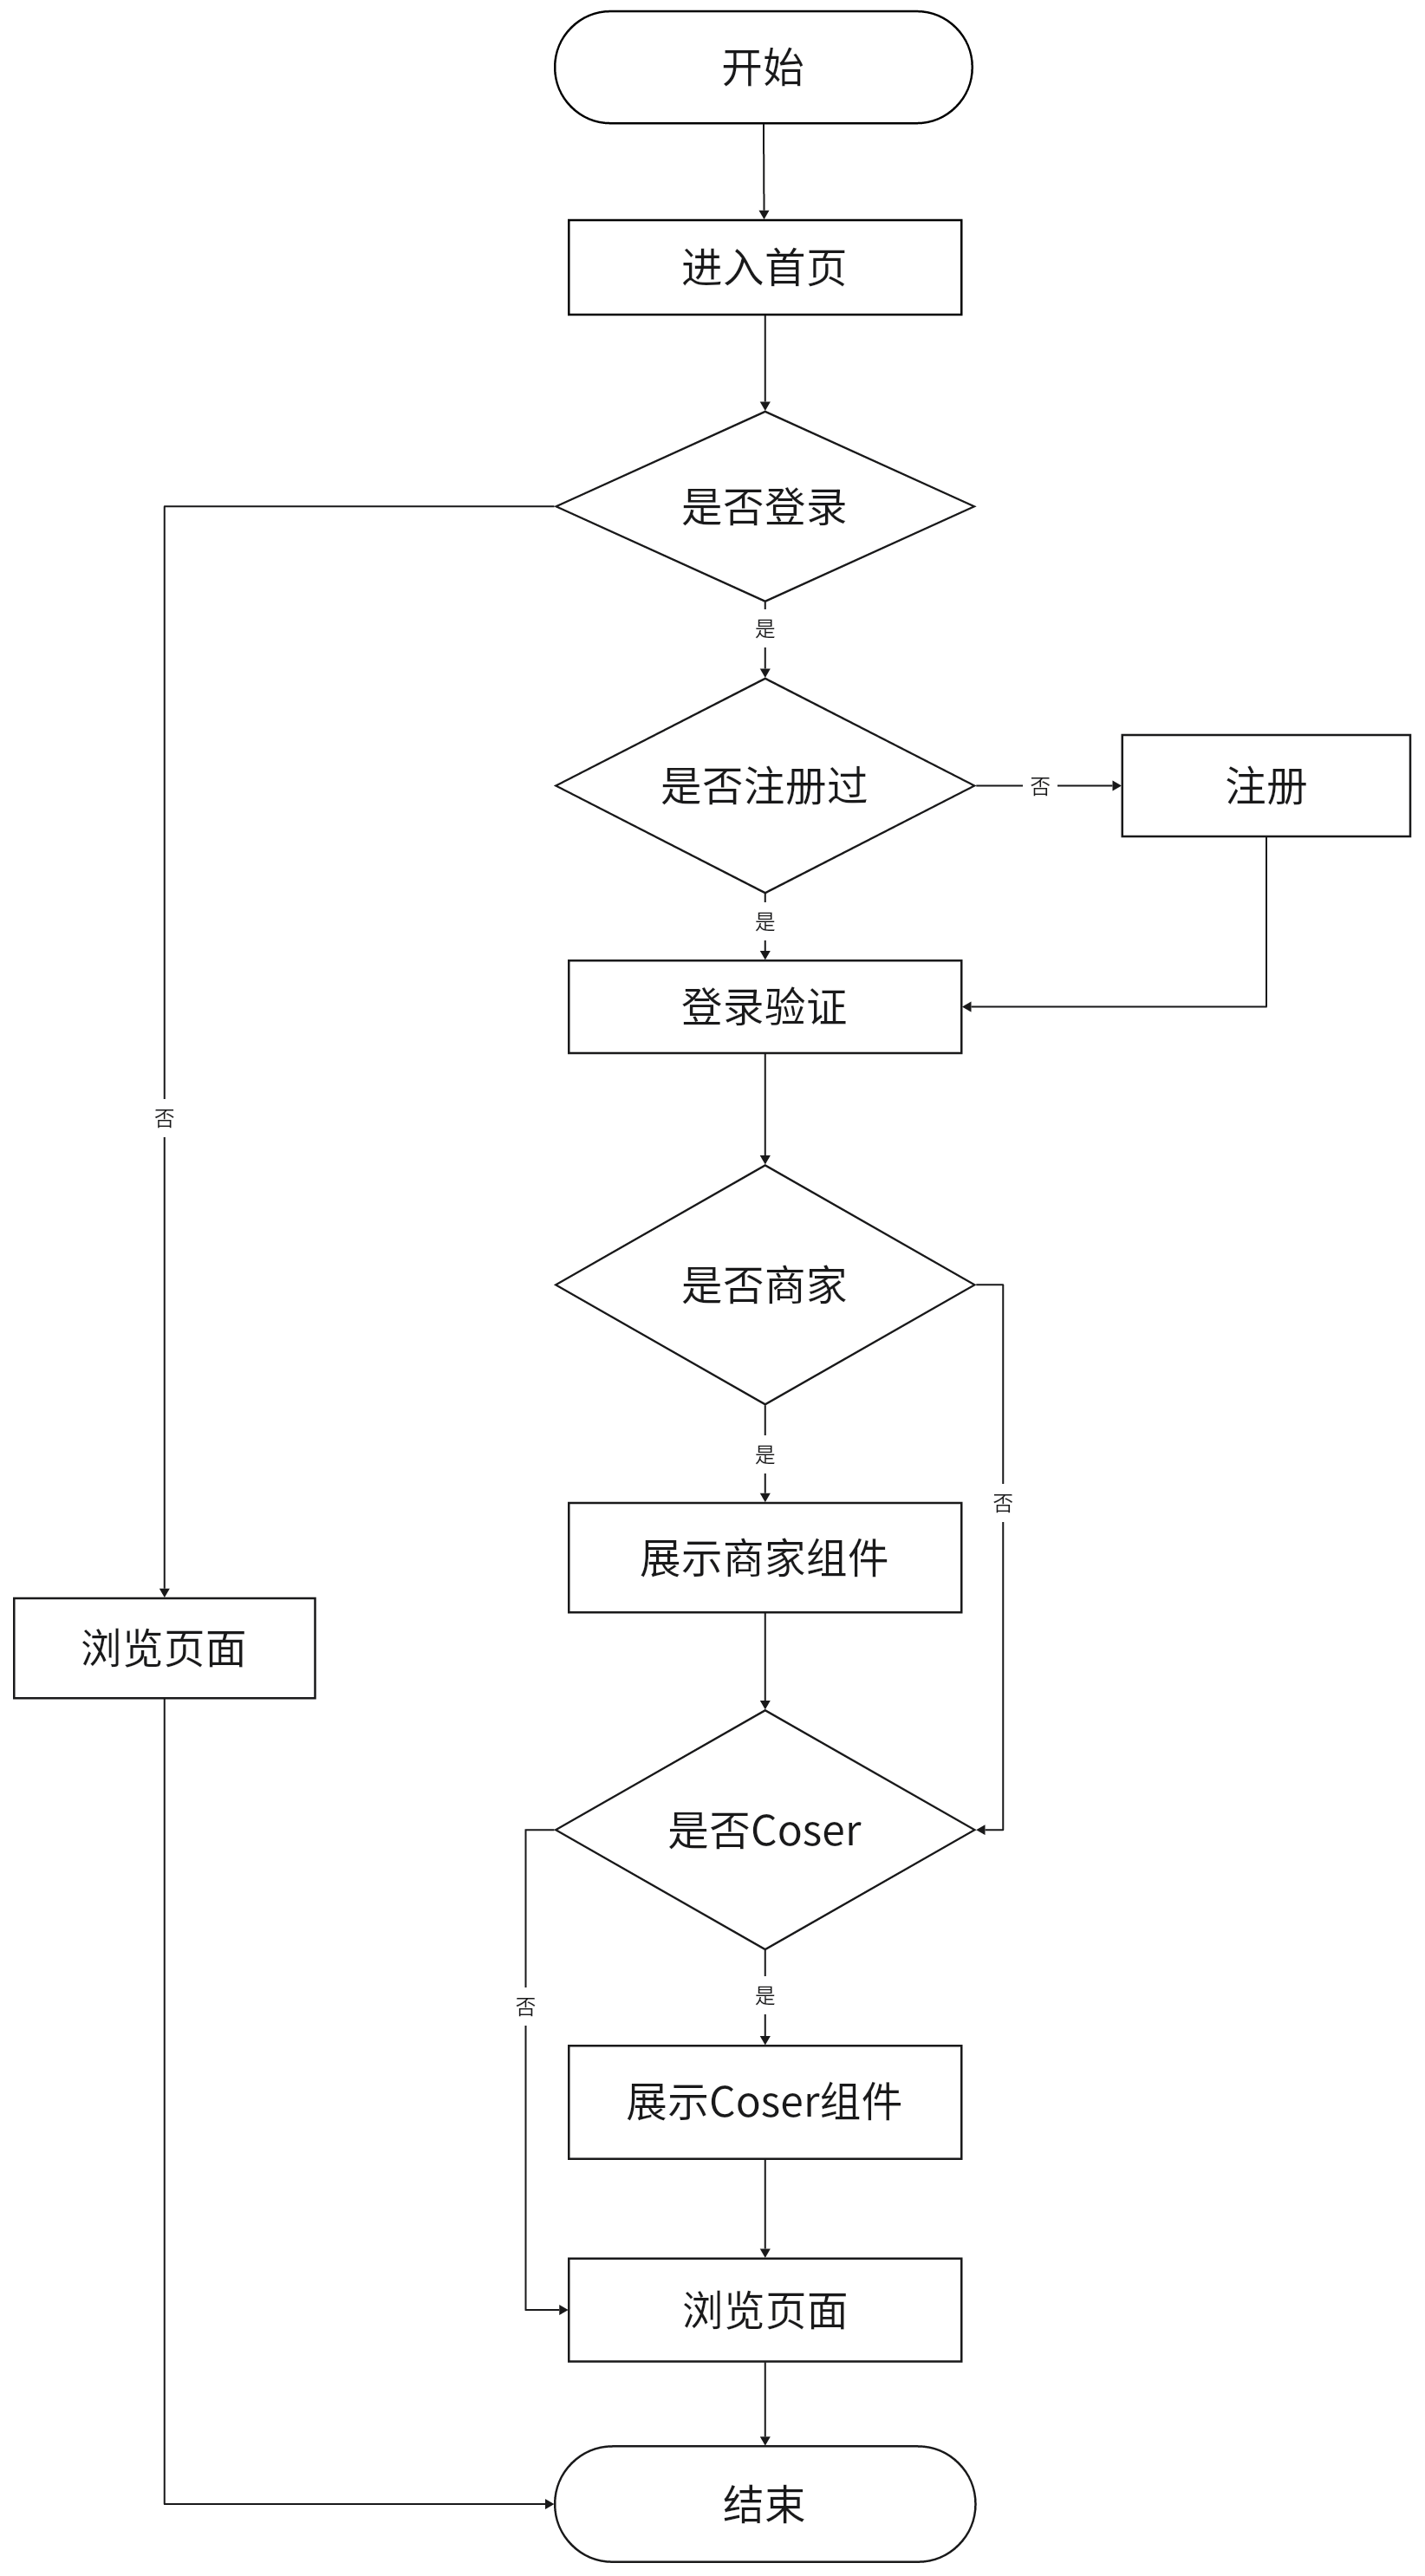 开始
进入首页
是否登录
是
是否注册过
否
注册
是
登录验证
否
是否商家
是
否
展示商家组件
浏览页面
是否Coser
是
否
展示Coser组件
浏览页面
结束